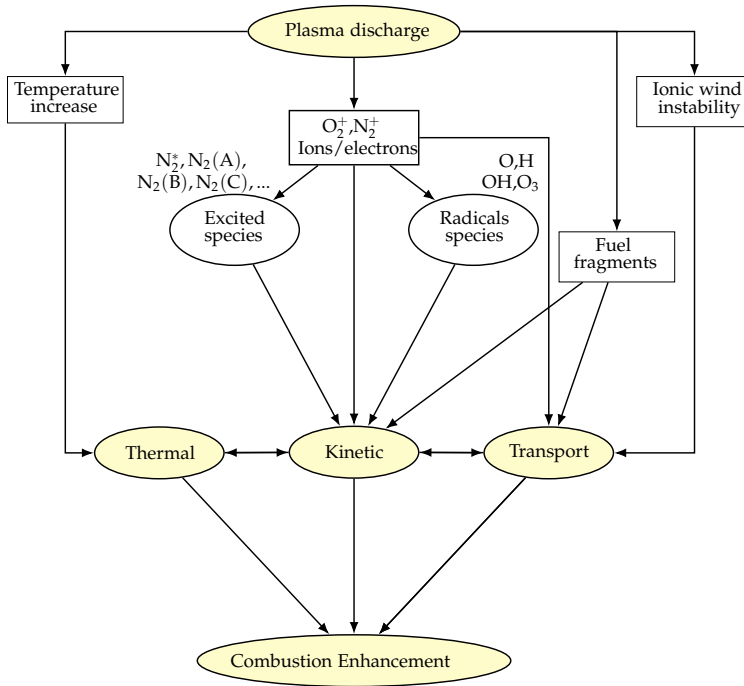 Plasma discharge
Temperature
increase
Ionic wind
instability
O₂⁺,N₂⁺
Ions/electrons
N₂*,N₂(A),
N₂(B),N₂(C),...
O,H
OH,O₃
Excited
species
Radicals
species
Fuel
fragments
Thermal
Kinetic
Transport
Combustion Enhancement